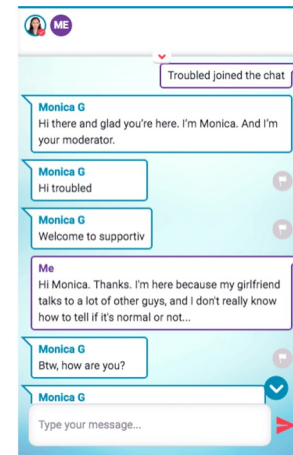 ME
Troubled joined the chat
Monica G
Hi there and glad you're here. I'm Monica. And I'm
your moderator.
Monica G
Hi troubled
Monica G
Welcome to supportiv
Me
Hi Monica. Thanks. I'm here because my girlfriend
talks to a lot of other guys, and I don't really know
how to tell if it's normal or not...
Monica G
Btw, how are you?
Monica G
Type your message...